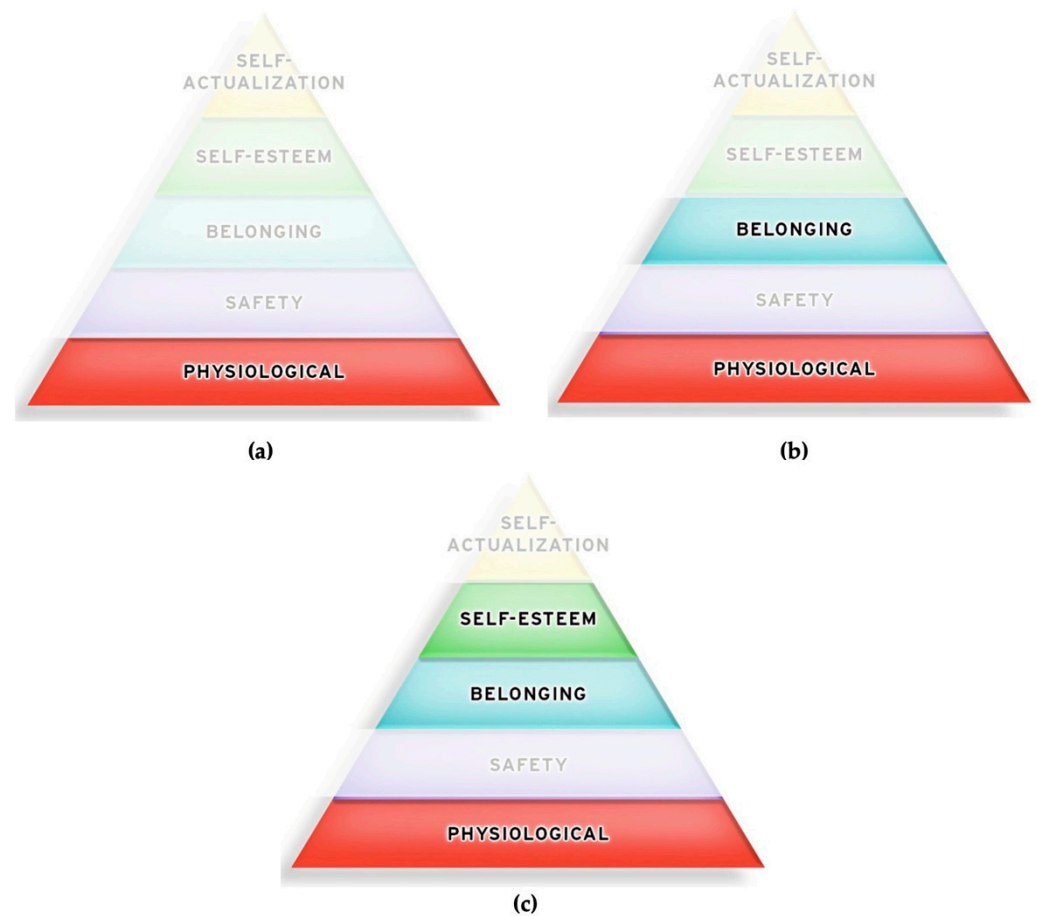 SELF-
ACTUALIZATION
SELF-ESTEEM
BELONGING
SAFETY
PHYSIOLOGICAL
(a)
SELF-
ACTUALIZATION
SELF-ESTEEM
BELONGING
SAFETY
PHYSIOLOGICAL
(b)
SELF-
ACTUALIZATION
SELF-ESTEEM
BELONGING
SAFETY
PHYSIOLOGICAL
(c)